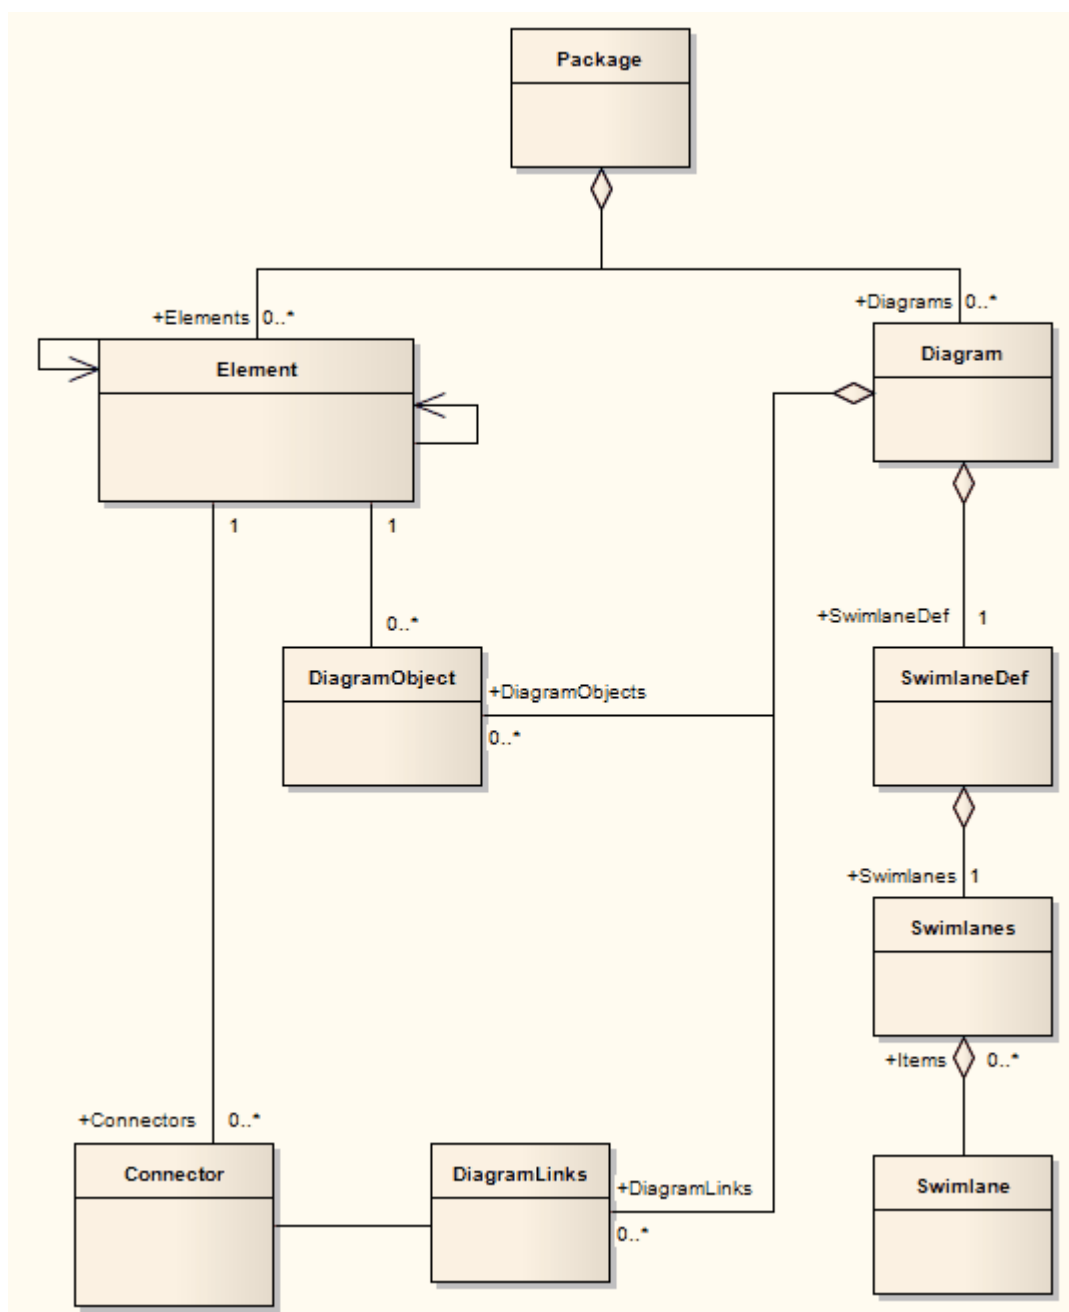 Package
+Elements 0..*
+Diagrams 0..*
Element
Diagram
1
1
+SwimlaneDef 1
0..*
DiagramObject
SwimlaneDef
+DiagramObjects
0..*
+Swimlanes 1
Swimlanes
+Items 0..*
+Connectors 0..*
Connector
DiagramLinks
+DiagramLinks
Swimlane
0..*